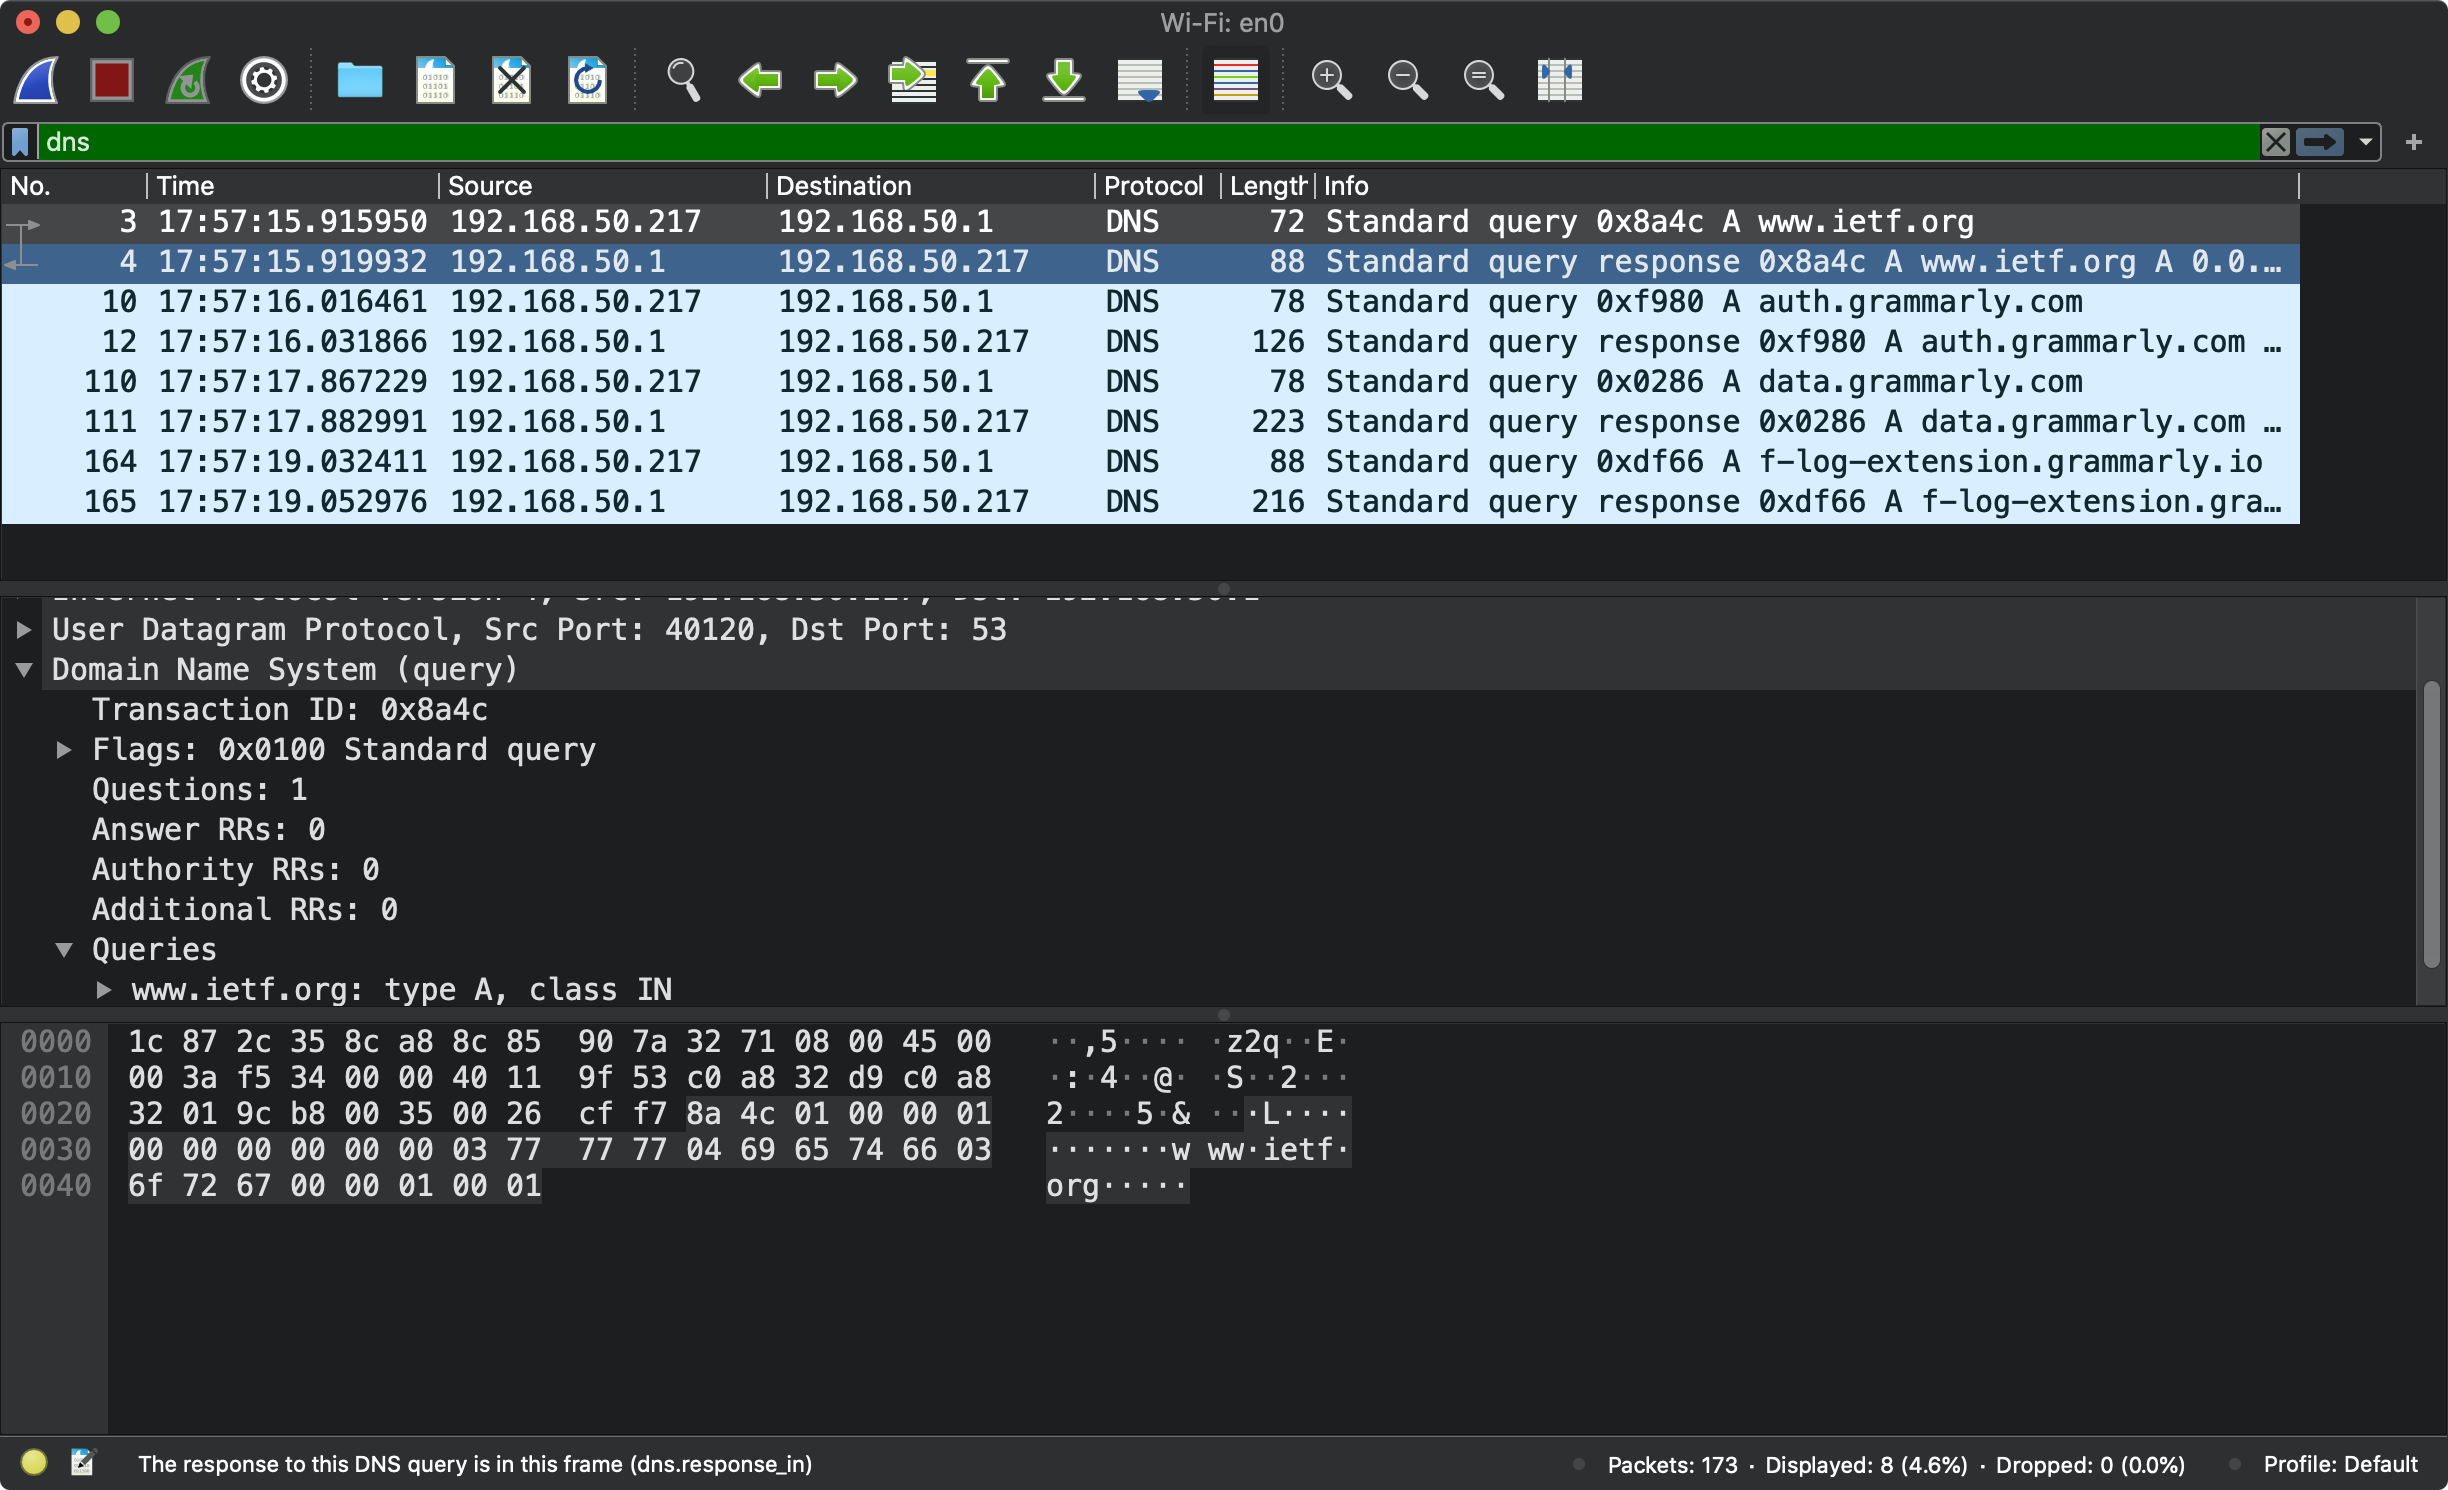 Wi-Fi: en0
dns
No. Time Source Destination Protocol Length Info
3 17:57:15.915950 192.168.50.217 192.168.50.1 DNS 72 Standard query 0x8a4c A www.ietf.org
4 17:57:15.919932 192.168.50.1 192.168.50.217 DNS 88 Standard query response 0x8a4c A www.ietf.org A 0.0.…
10 17:57:16.016461 192.168.50.217 192.168.50.1 DNS 78 Standard query 0xf980 A auth.grammarly.com
12 17:57:16.031866 192.168.50.1 192.168.50.217 DNS 126 Standard query response 0xf980 A auth.grammarly.com …
110 17:57:17.867229 192.168.50.217 192.168.50.1 DNS 78 Standard query 0x0286 A data.grammarly.com
111 17:57:17.882991 192.168.50.1 192.168.50.217 DNS 223 Standard query response 0x0286 A data.grammarly.com …
164 17:57:19.032411 192.168.50.217 192.168.50.1 DNS 88 Standard query 0xdf66 A f-log-extension.grammarly.io
165 17:57:19.052976 192.168.50.1 192.168.50.217 DNS 216 Standard query response 0xdf66 A f-log-extension.gra…
User Datagram Protocol, Src Port: 40120, Dst Port: 53
Domain Name System (query)
Transaction ID: 0x8a4c
Flags: 0x0100 Standard query
Questions: 1
Answer RRs: 0
Authority RRs: 0
Additional RRs: 0
Queries
www.ietf.org: type A, class IN
0000 1c 87 2c 35 8c a8 8c 85 90 7a 32 71 08 00 45 00 ··,5···· ·z2q··E·
0010 00 3a f5 34 00 00 40 11 9f 53 c0 a8 32 d9 c0 a8 ·:·4··@· ·S··2···
0020 32 01 9c b8 00 35 00 26 cf f7 8a 4c 01 00 00 01 2····5·& ···L····
0030 00 00 00 00 00 00 03 77 77 77 04 69 65 74 66 03 ·······w ww·ietf·
0040 6f 72 67 00 00 01 00 01 org·····
The response to this DNS query is in this frame (dns.response_in) Packets: 173 · Displayed: 8 (4.6%) · Dropped: 0 (0.0%) Profile: Default